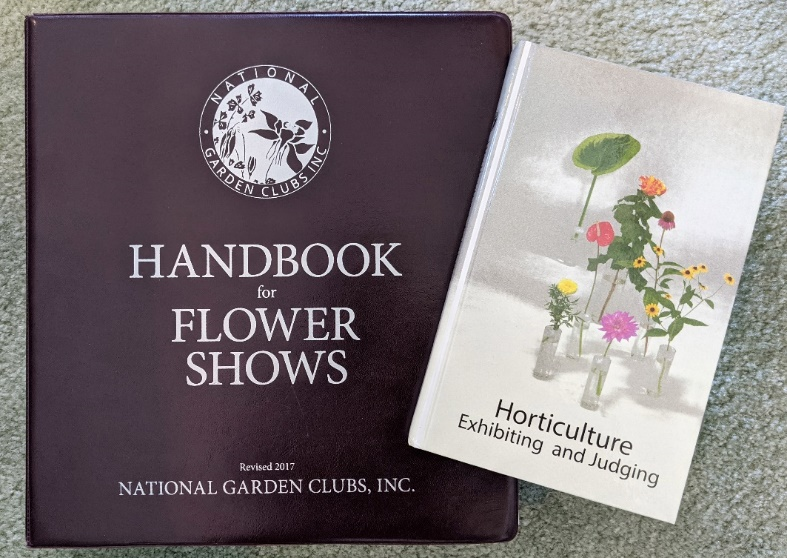 NATIONAL
GARDEN CLUBS INC
HANDBOOK
for
FLOWER
SHOWS
Revised 2017
NATIONAL GARDEN CLUBS, INC.
Horticulture
Exhibiting and Judging